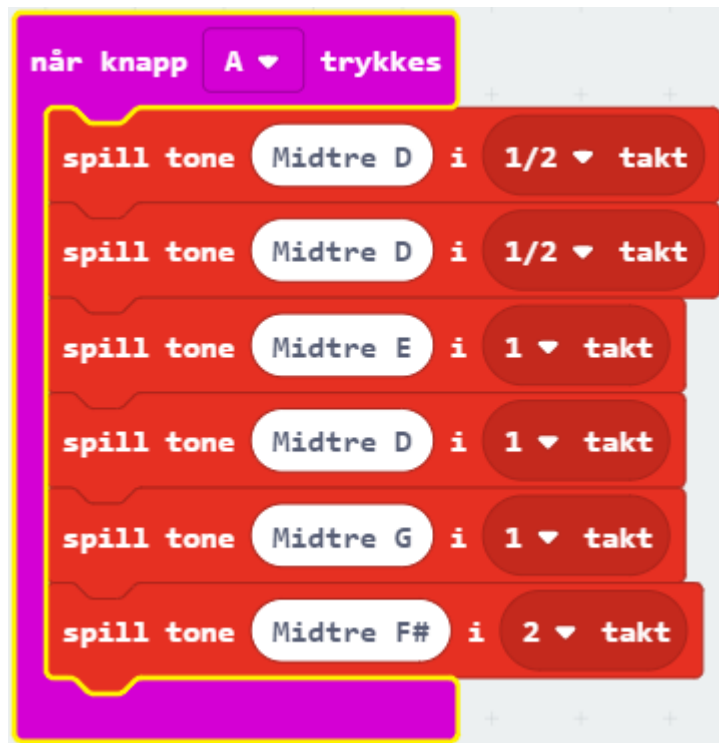 når knapp A trykkes
spill tone Midtre D i 1/2 takt
spill tone Midtre D i 1/2 takt
spill tone Midtre E i 1 takt
spill tone Midtre D i 1 takt
spill tone Midtre G i 1 takt
spill tone Midtre F# i 2 takt